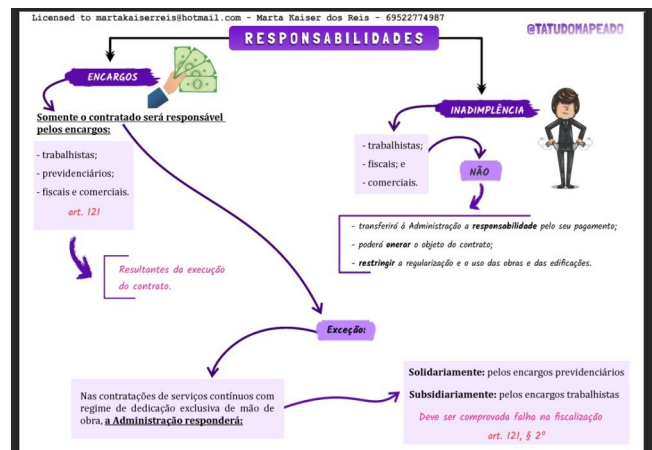 Licensed to martakaiserreis@hotmail.com - Marta Kaiser dos Reis - 69522774987
@TATUDOMAPEADO
RESPONSABILIDADES
ENCARGOS
Somente o contratado será responsável
pelos encargos:
- trabalhistas;
- previdenciários;
- fiscais e comerciais.
art. 121
Resultantes da execução
do contrato.
INADIMPLÊNCIA
- trabalhistas;
- fiscais; e
- comerciais.
NÃO
- transferirá à Administração a responsabilidade pelo seu pagamento;
- poderá onerar o objeto do contrato;
- restringir a regularização e o uso das obras e das edificações.
Exceção:
Nas contratações de serviços contínuos com
regime de dedicação exclusiva de mão de
obra, a Administração responderá:
Solidariamente: pelos encargos previdenciários
Subsidiariamente: pelos encargos trabalhistas
Deve ser comprovada falha na fiscalização
art. 121, § 2º